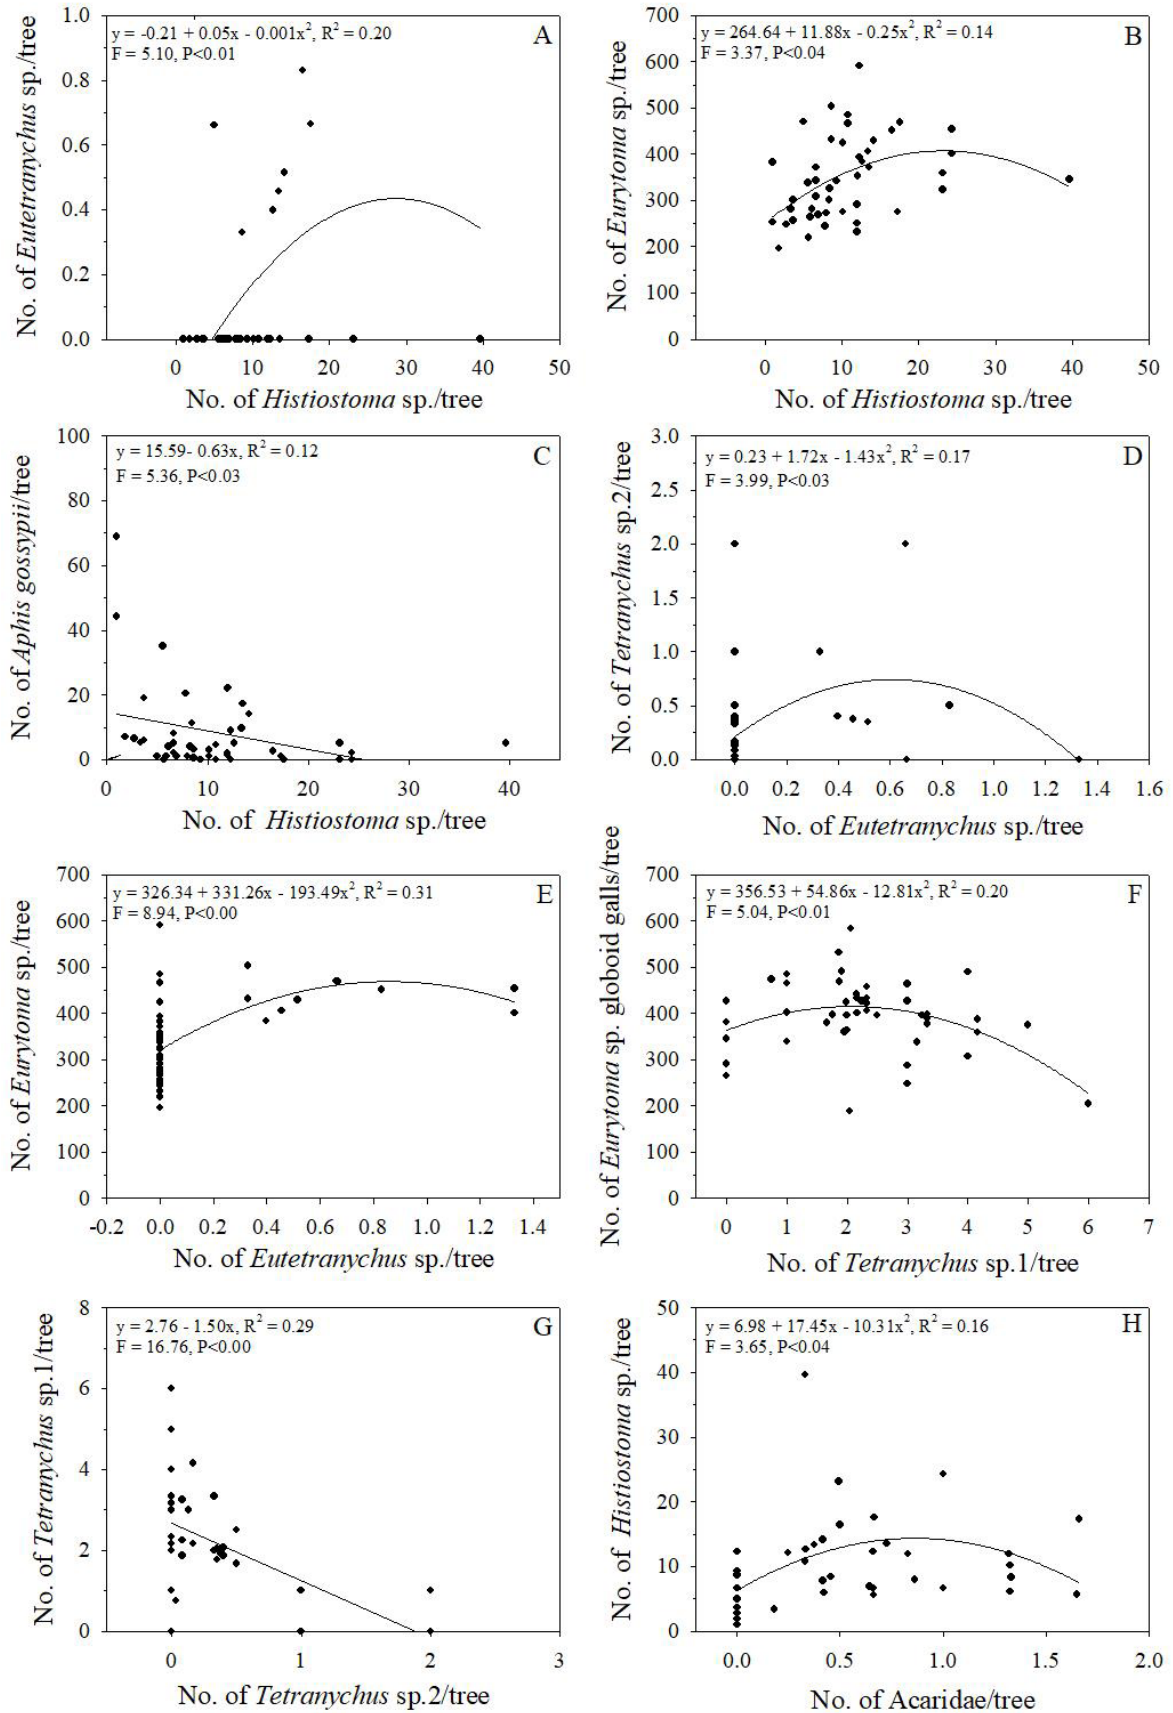 y = -0.21 + 0.05x - 0.001x², R² = 0.20
F = 5.10, P<0.01
A
No. of Eutetranychus sp./tree
1.0
0.8
0.6
0.4
0.2
0.0
0 10 20 30 40 50
No. of Histiostoma sp./tree
y = 264.64 + 11.88x - 0.25x², R² = 0.14
F = 3.37, P<0.04
B
No. of Eurytoma sp./tree
700
600
500
400
300
200
100
0
0 10 20 30 40 50
No. of Histiostoma sp./tree
y = 15.59- 0.63x, R² = 0.12
F = 5.36, P<0.03
C
No. of Aphis gossypii/tree
100
80
60
40
20
0
0 10 20 30 40
No. of Histiostoma sp./tree
y = 0.23 + 1.72x - 1.43x², R² = 0.17
F = 3.99, P<0.03
D
No. of Tetranychus sp.2/tree
3.0
2.5
2.0
1.5
1.0
0.5
0.0
0.0 0.2 0.4 0.6 0.8 1.0 1.2 1.4 1.6
No. of Eutetranychus sp./tree
y = 326.34 + 331.26x - 193.49x², R² = 0.31
F = 8.94, P<0.00
E
No. of Eurytoma sp./tree
700
600
500
400
300
200
100
0
-0.2 0.0 0.2 0.4 0.6 0.8 1.0 1.2 1.4
No. of Eutetranychus sp./tree
y = 356.53 + 54.86x - 12.81x², R² = 0.20
F = 5.04, P<0.01
F
No. of Eurytoma sp. globoid galls/tree
700
600
500
400
300
200
100
0
0 1 2 3 4 5 6 7
No. of Tetranychus sp.1/tree
y = 2.76 - 1.50x, R² = 0.29
F = 16.76, P<0.00
G
No. of Tetranychus sp.1/tree
8
6
4
2
0
0 1 2 3
No. of Tetranychus sp.2/tree
y = 6.98 + 17.45x - 10.31x², R² = 0.16
F = 3.65, P<0.04
H
No. of Histiostoma sp./tree
50
40
30
20
10
0
0.0 0.5 1.0 1.5 2.0
No. of Acaridae/tree